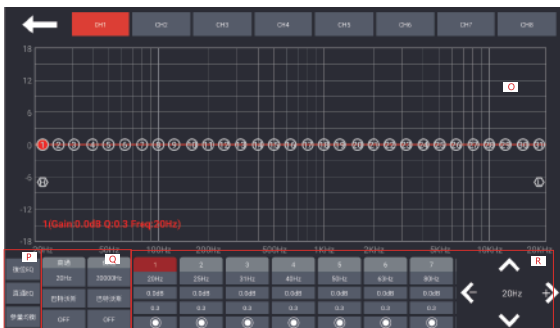 CH1 CH2 CH3 CH4 CH5 CH6 CH7 CH8
18
12
6
0
-6
-12
-18
O
1 2 3 4 5 6 7 8 9 10 11 12 13 14 15 16 17 18 19 20 21 22 23 24 25 26 27 28 29 30 31
H L
1(Gain:0.0dB Q:0.3 Freq:20Hz)
20Hz 50Hz 100Hz 200Hz 500Hz 1KHz 2KHz 5KHz 10KHz 20KHz
P Q R
1 2 3 4 5 6 7
20Hz 20000Hz 20Hz 25Hz 31Hz 40Hz 50Hz 63Hz 80Hz
20Hz
0.0dB 0.0dB 0.0dB 0.0dB 0.0dB 0.0dB 0.0dB
OFF OFF 0.3 0.3 0.3 0.3 0.3 0.3 0.3